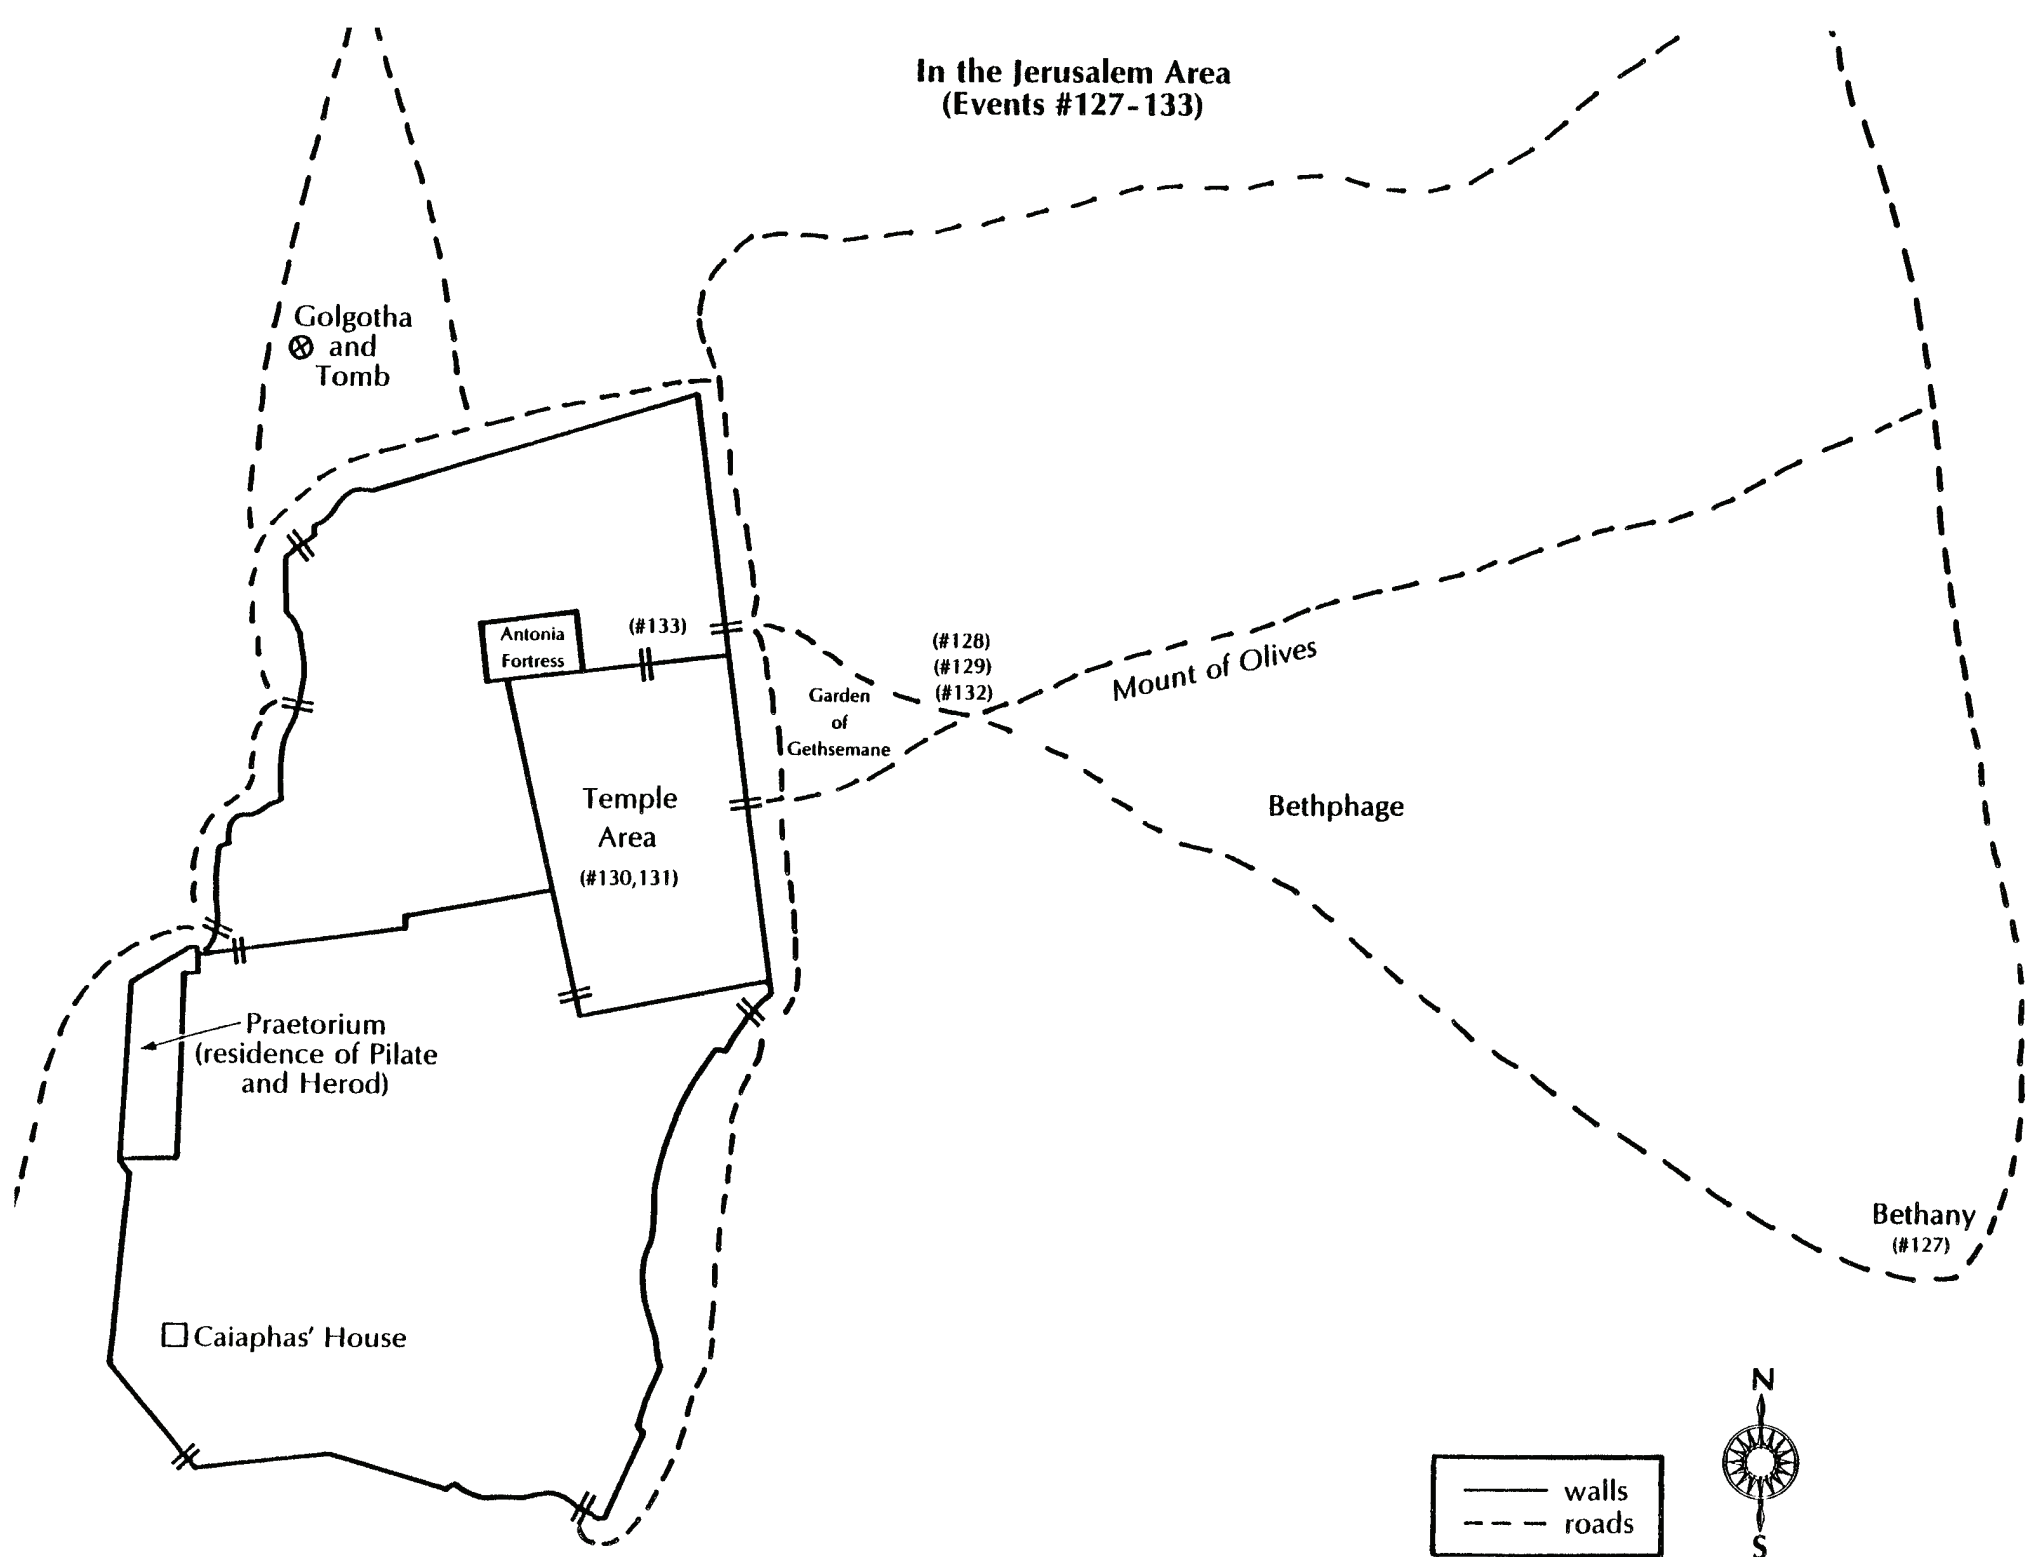 In the Jerusalem Area
(Events #127-133)
Golgotha
and
Tomb
Antonia
Fortress
(#133)
(#128)
(#129)
(#132)
Garden
of
Gethsemane
Mount of Olives
Temple
Area
(#130,131)
Bethphage
Praetorium
(residence of Pilate
and Herod)
Bethany
(#127)
Caiaphas’ House
N
S
walls
roads